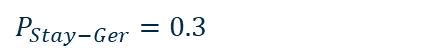 P_{Stay−Ger} = 0.3